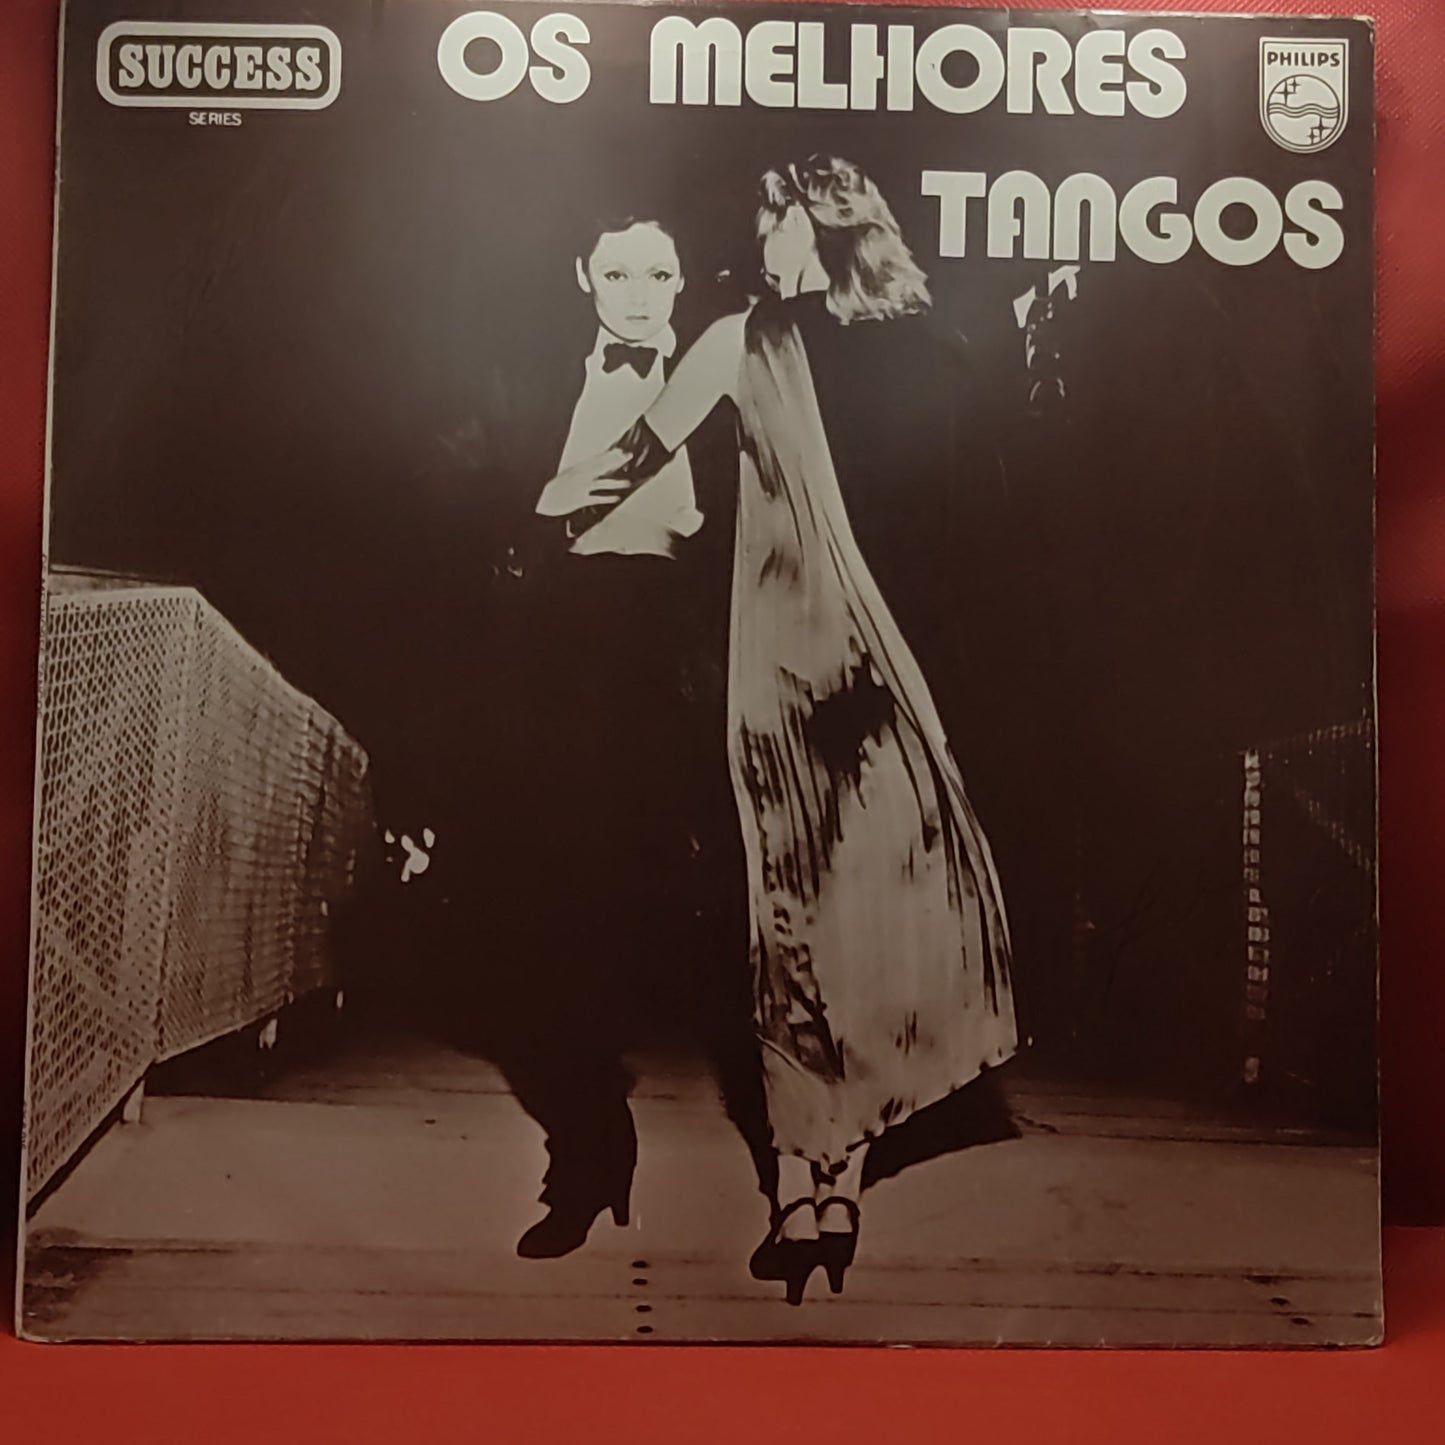 SUCCESS
SERIES
OS MELHORES
TANGOS
PHILIPS